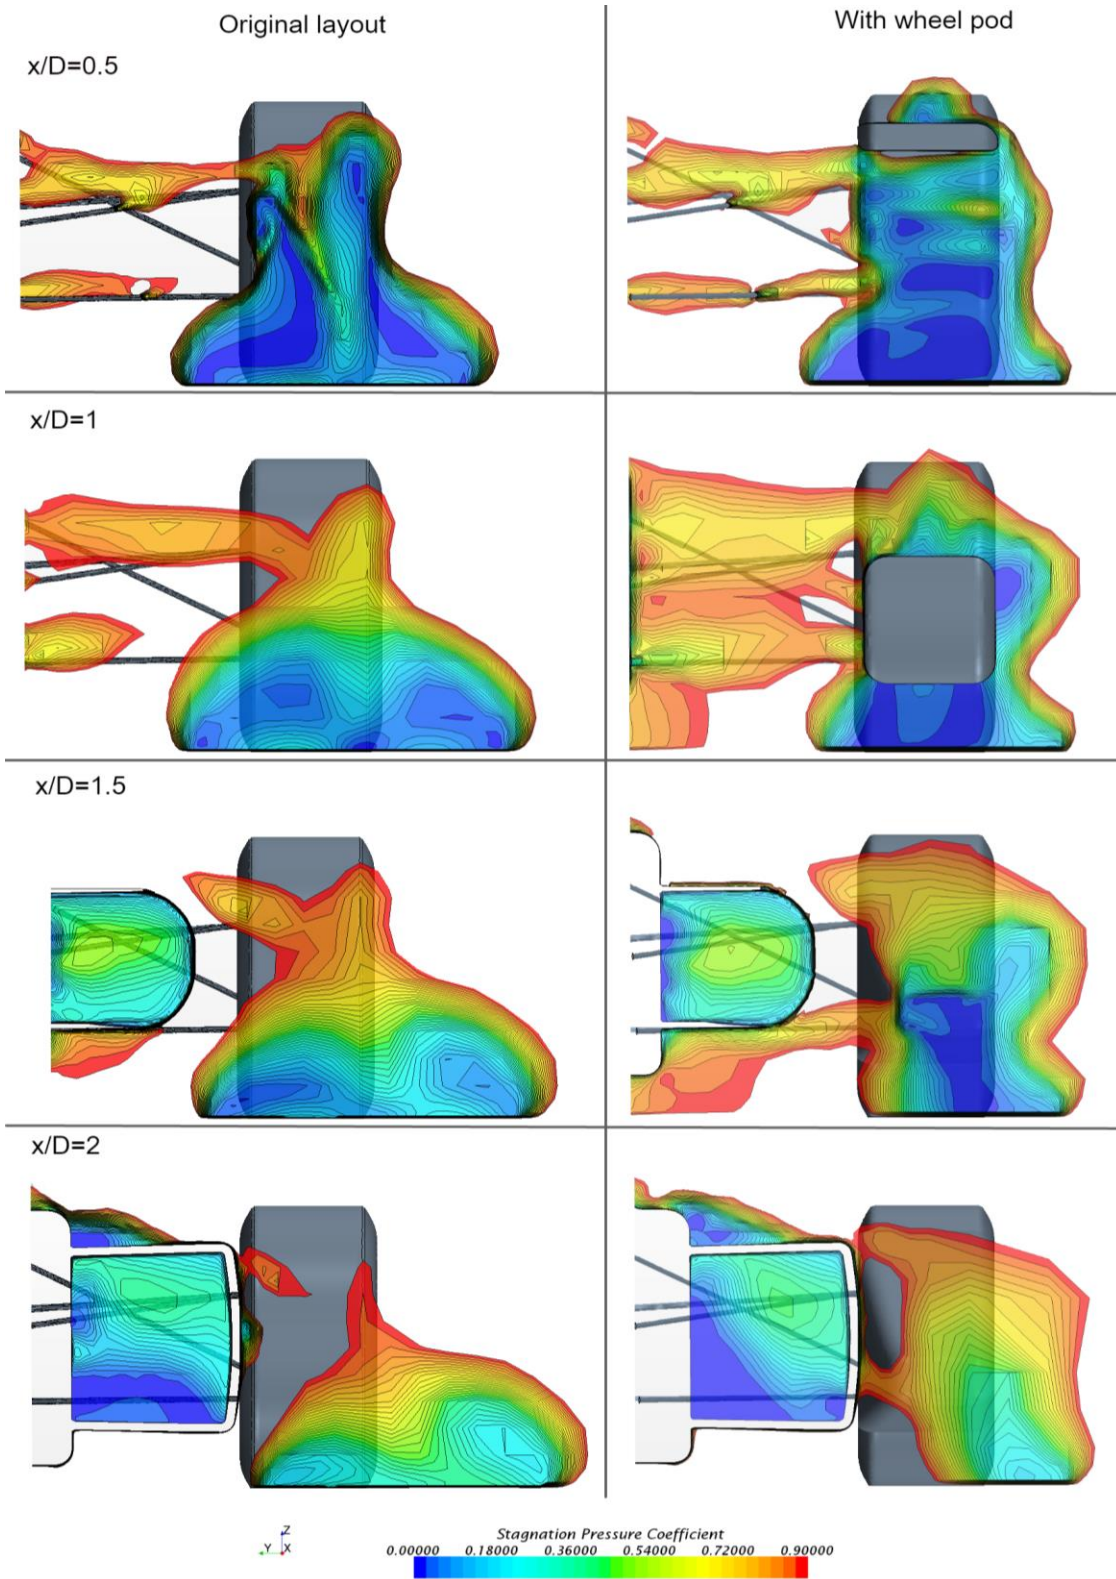 Original layout
With wheel pod
x/D=0.5
x/D=1
x/D=1.5
x/D=2
Z
Y X
Stagnation Pressure Coefficient
0.00000 0.18000 0.36000 0.54000 0.72000 0.90000